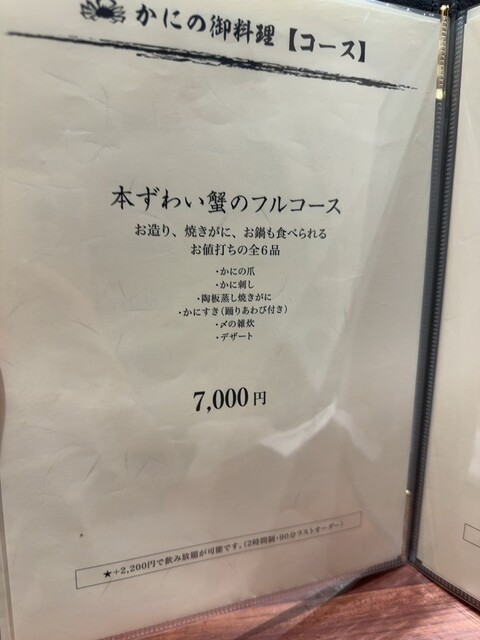 かにの御料理【コース】
本ずわい蟹のフルコース
お造り、焼きがに、お鍋も食べられる
お値打ちの全6品
・かにの爪
・かに刺し
・陶板蒸し焼きがに
・かにすき(踊りあわび付き)
・〆の雑炊
・デザート
7,000円
★+2,200円で飲み放題が可能です。(2時間制・90分ラストオーダー)